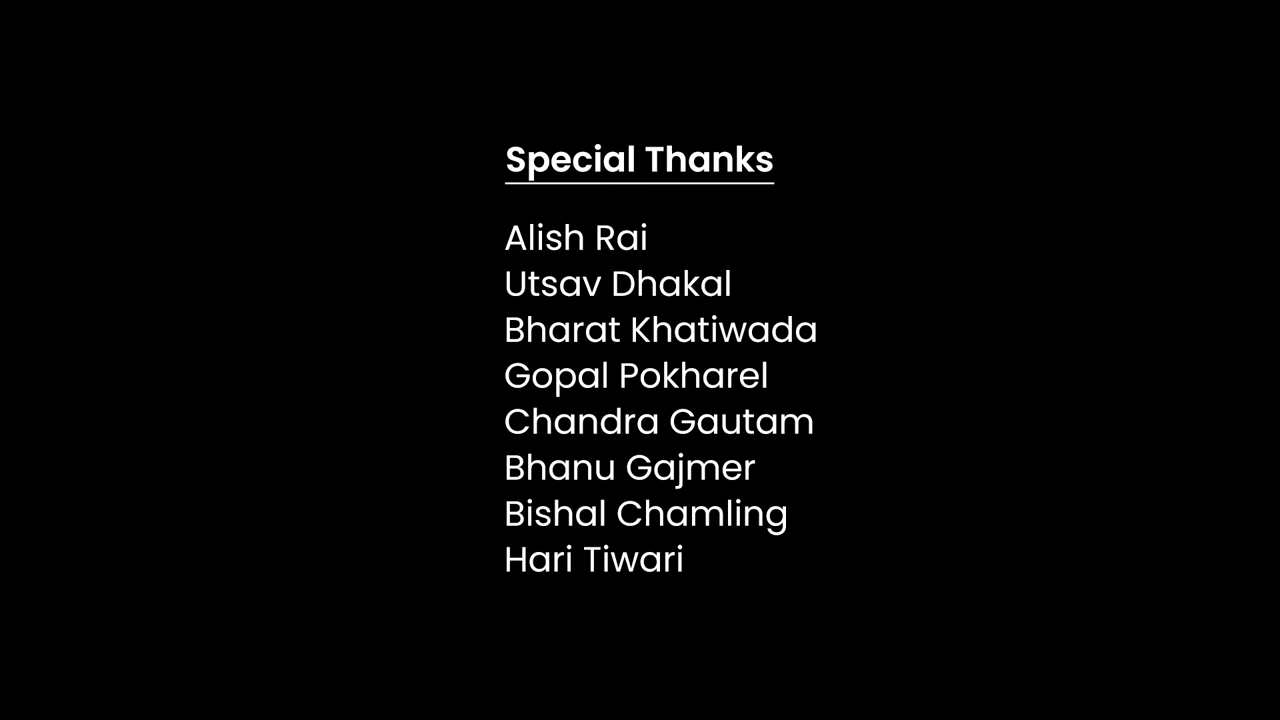 Special Thanks
Alish Rai
Utsav Dhakal
Bharat Khatiwada
Gopal Pokharel
Chandra Gautam
Bhanu Gajmer
Bishal Chamling
Hari Tiwari